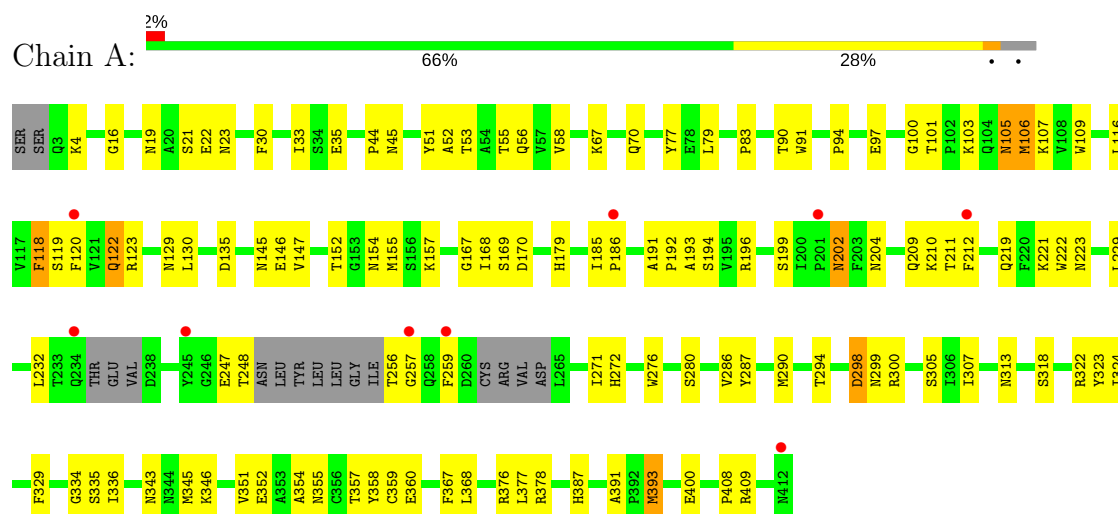 2%
Chain A:
66% 28% • •
SER SER Q3 K4 G16 N19 A20 S21 E22 N23 F30 I33 S34 E35 P44 N45 Y51 A52 T53 A54 T55 Q56 V57 V58 K67 Q70 Y77 E78 L79 P83 T90 W91 P94 E97 G100 T101 P102 K103 Q104 N105 M106 K107 V108 W109 L116
V117 F118 S119 F120 V121 Q122 R123 N129 L130 D135 N145 E146 V147 T152 G153 N154 M155 S156 K157 G167 I168 S169 D170 H179 I185 P186 A191 P192 A193 S194 V195 R196 S199 I200 P201 N202 F203 N204 Q209 K210 T211 F212 Q219 F220 K221 W222 N223 L229
L232 T233 Q234 THR GLU VAL D238 Y245 G246 E247 T248 ASN LEU TYR LEU LEU GLY ILE T256 G257 Q258 F259 D260 CYS ARG VAL ASP L265 I271 H272 W276 S280 V286 Y287 M290 T294 D298 N299 R300 S305 I306 I307 N313 S318 R322 Y323
F329 G334 S335 I336 N343 N344 M345 K346 V351 E352 A353 A354 N355 C356 T357 Y358 C359 E360 F367 L368 R376 L377 R378 H387 A391 P392 M393 E400 P408 R409 N412